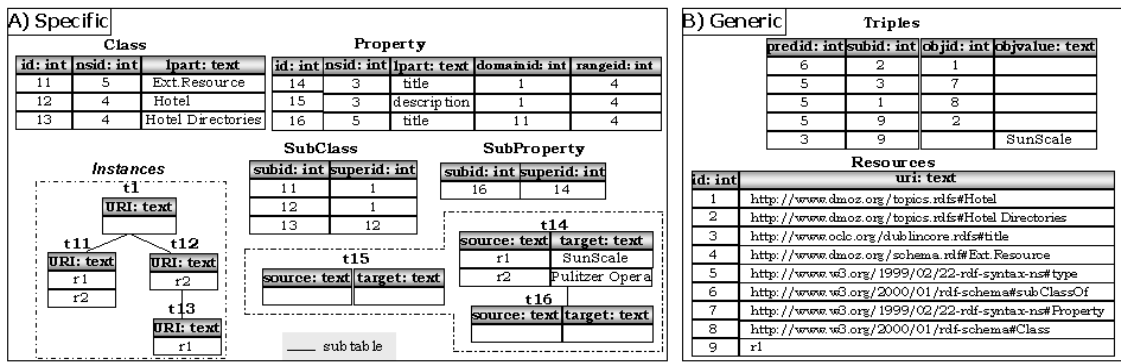 A) Specific
Class
id: int nsid: int lpart: text
11 5 Ext.Resource
12 4 Hotel
13 4 Hotel Directories
Property
id: int nsid: int lpart: text domainid: int rangeid: int
14 3 title 1 4
15 3 description 1 4
16 5 title 11 4
SubClass
subid: int superid: int
11 1
12 1
13 12
SubProperty
subid: int superid: int
16 14
Instances
t1
URI: text
t11
URI: text
r1
r2
t12
URI: text
r2
t13
URI: text
r1
t15
source: text target: text
t14
source: text target: text
r1 SunScale
r2 Pulitzer Opera
t16
source: text target: text
subtable
B) Generic
Triples
predid: int subid: int objid: int objvalue: text
6 2 1
5 3 7
5 1 8
5 9 2
3 9 SunScale
Resources
id: int uri: text
1 http://www.dmoz.org/topics.rdfs#Hotel
2 http://www.dmoz.org/topics.rdfs#Hotel Directories
3 http://www.oclc.org/dublincore.rdfs#title
4 http://www.dmoz.org/schema.rdf#Ext.Resource
5 http://www.w3.org/1999/02/22-rdf-syntax-ns#type
6 http://www.w3.org/2000/01/rdf-schema#subClassOf
7 http://www.w3.org/1999/02/22-rdf-syntax-ns#Property
8 http://www.w3.org/2000/01/rdf-schema#Class
9 r1